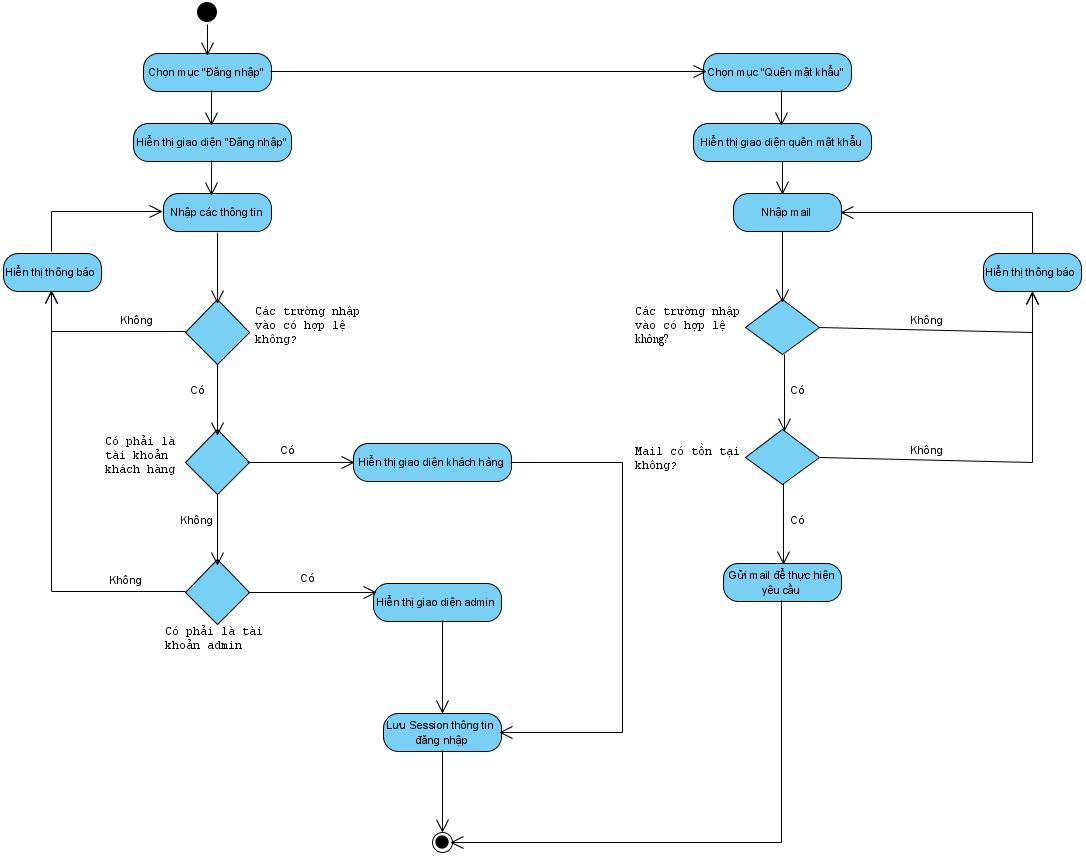 Chọn mục "Đăng nhập"
Chọn mục "Quên mật khẩu"
Hiển thị giao diện "Đăng nhập"
Hiển thị giao diện quên mật khẩu
Nhập các thông tin
Nhập mail
Hiển thị thông báo
Hiển thị thông báo
Không
Các trường nhập
vào có hợp lệ
không?
Các trường nhập
vào có hợp lệ
không?
Không
Có
Có
Có phải là
tài khoản
khách hàng
Có
Hiển thị giao diện khách hàng
Mail có tồn tại
không?
Không
Không
Có
Không
Có
Hiển thị giao diện admin
Gửi mail để thực hiện
yêu cầu
Có phải là tài
khoản admin
Lưu Session thông tin
đăng nhập